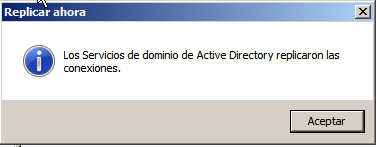 Replicar ahora
Los Servicios de dominio de Active Directory replicaron las
conexiones.
Aceptar